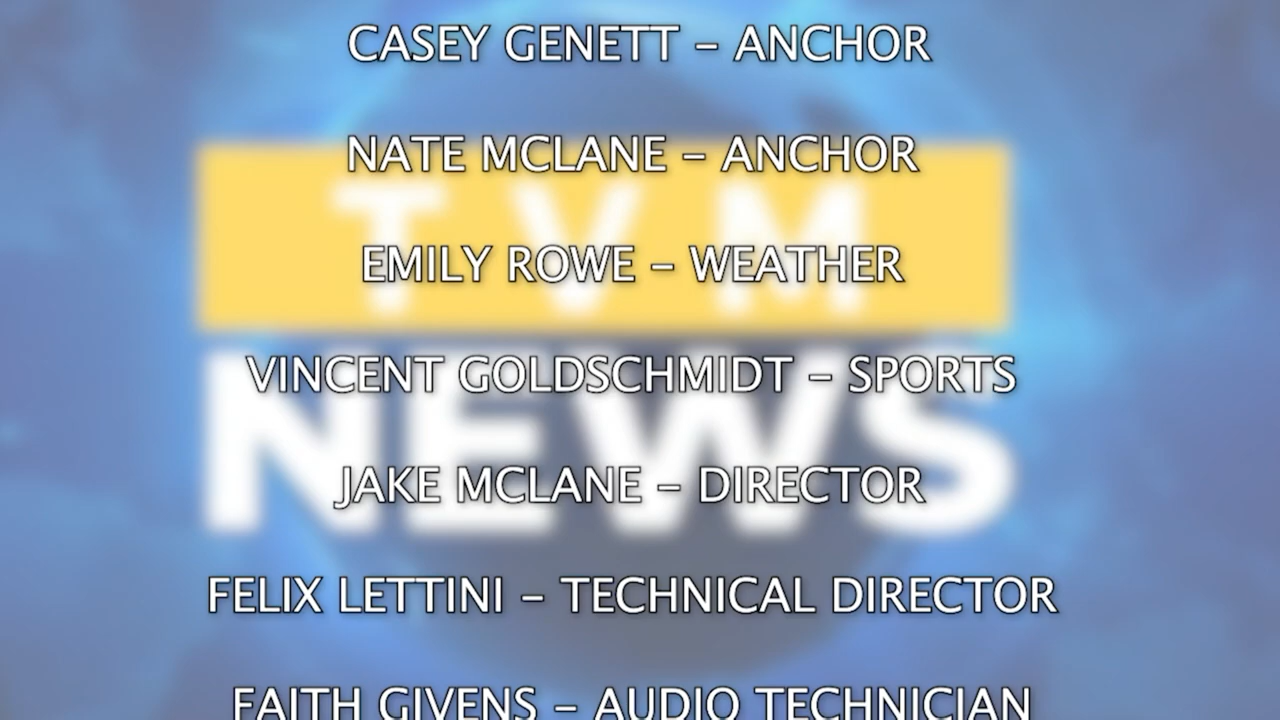 CASEY GENETT – ANCHOR
NATE MCLANE – ANCHOR
TVM
EMILY ROWE – WEATHER
VINCENT GOLDSCHMIDT – SPORTS
NEWS
JAKE MCLANE – DIRECTOR
FELIX LETTINI – TECHNICAL DIRECTOR
FAITH GIVENS – AUDIO TECHNICIAN